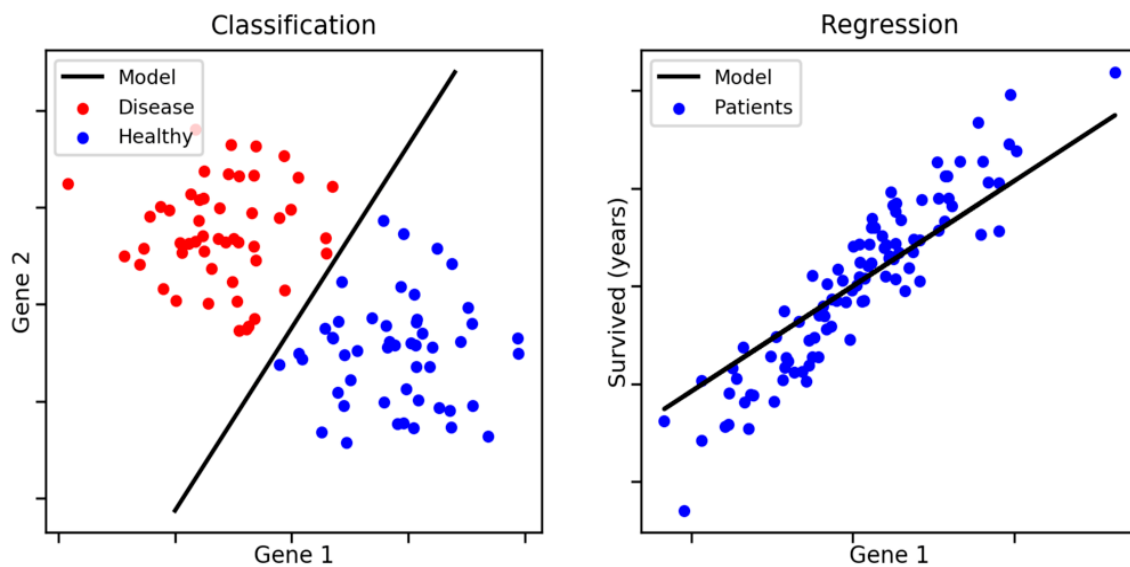 Classification
Model
Disease
Healthy
Gene 2
Gene 1
Regression
Model
Patients
Survived (years)
Gene 1